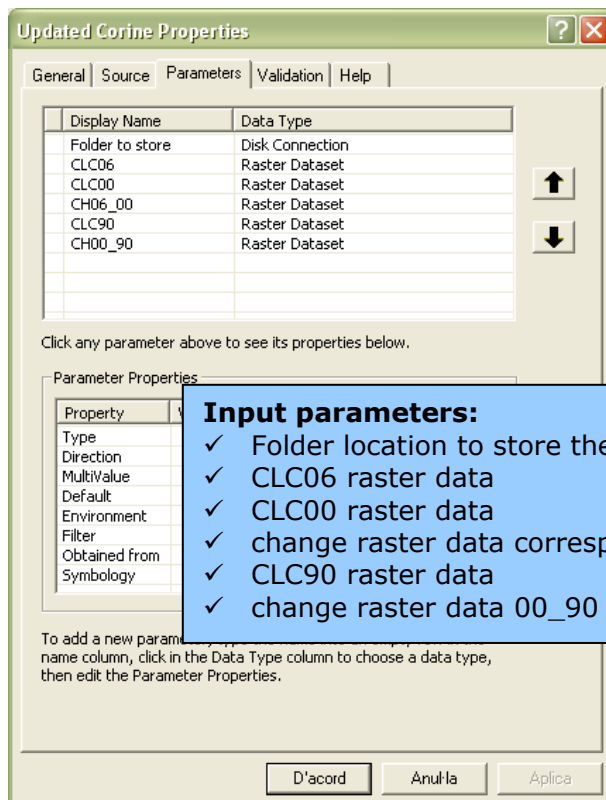 Updated Corine Properties
General Source Parameters Validation Help
Display Name Data Type
Folder to store Disk Connection
CLC06 Raster Dataset
CLC00 Raster Dataset
CH06_00 Raster Dataset
CLC90 Raster Dataset
CH00_90 Raster Dataset
Click any parameter above to see its properties below.
Parameter Properties
Property
Type
Direction
MultiValue
Default
Environment
Filter
Obtained from
Symbology
Input parameters:
✓ Folder location to store the
✓ CLC06 raster data
✓ CLC00 raster data
✓ change raster data corresp
✓ CLC90 raster data
✓ change raster data 00_90
To add a new
name column, click in the Data Type column to choose a data type,
then edit the Parameter Properties.
D'acord Anul·la Aplica